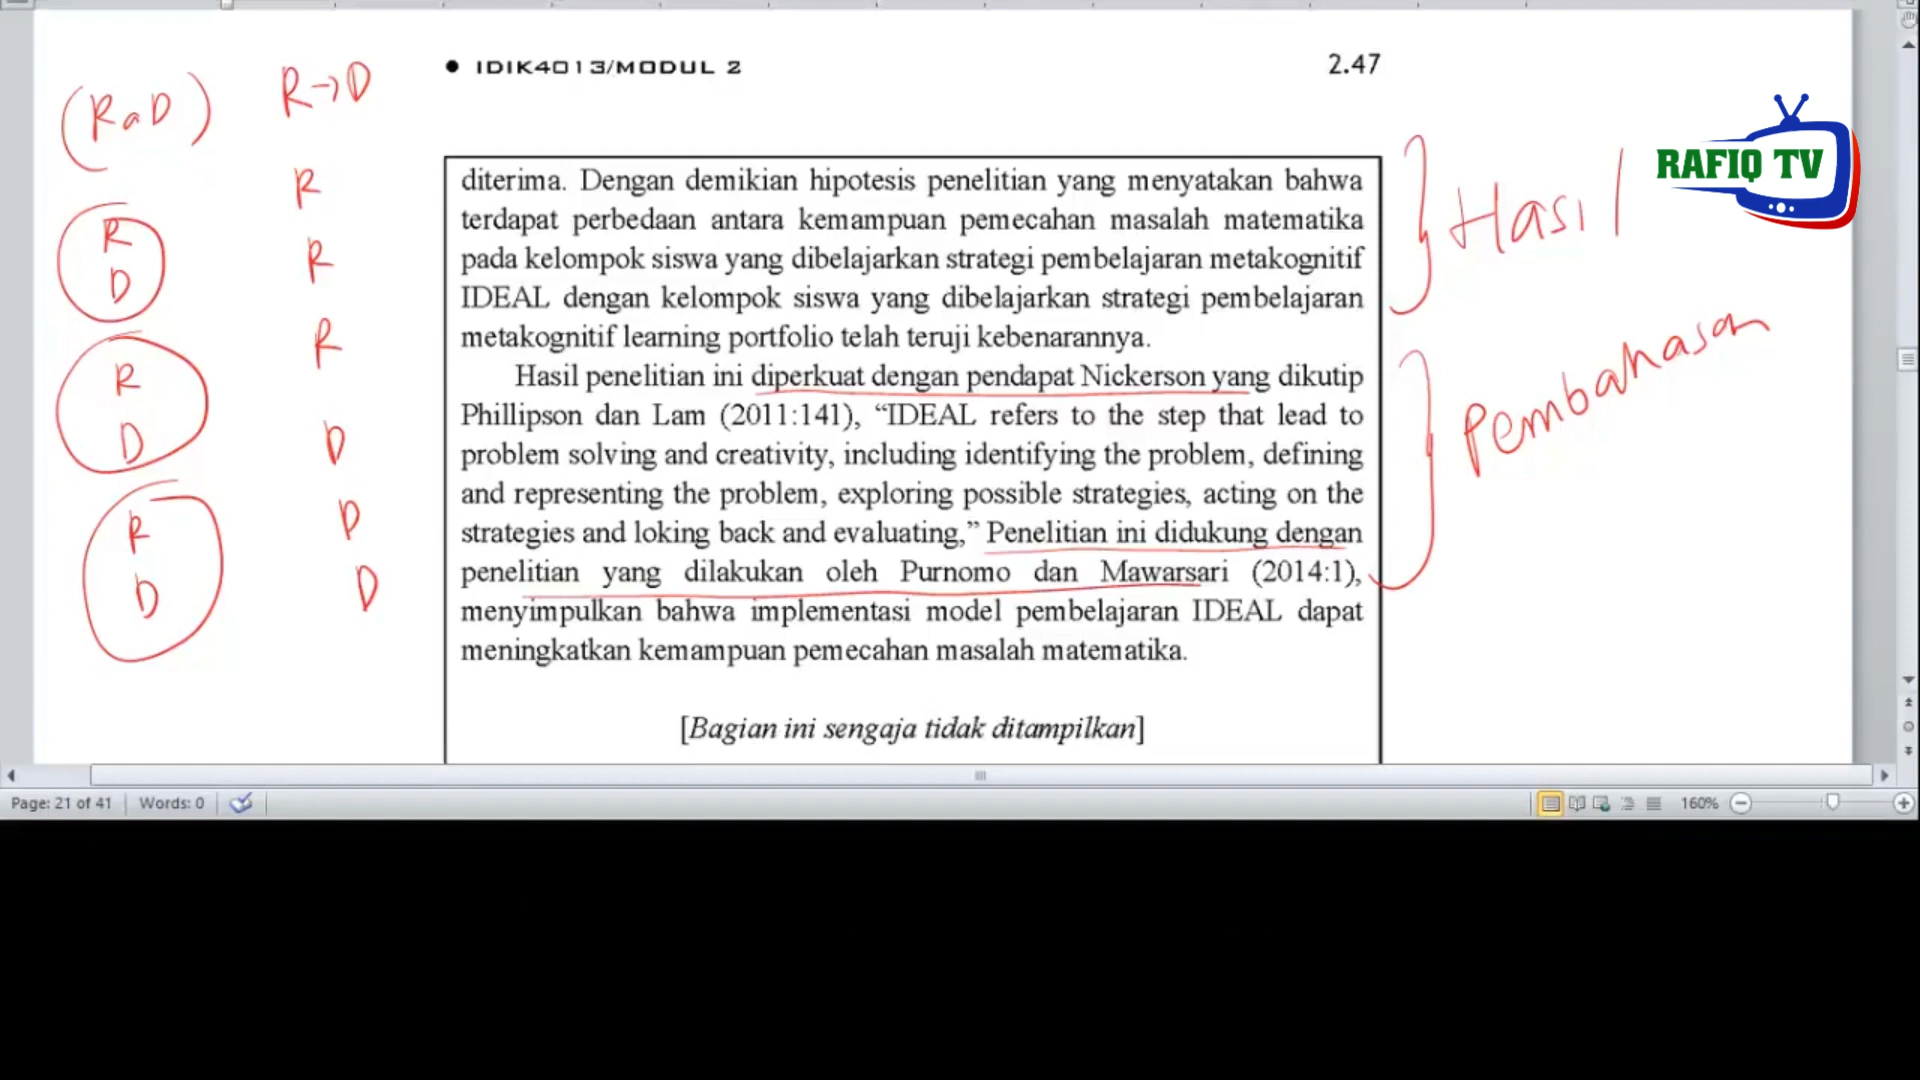 IDIK4013/MODUL 2
2.47
(RaD)
R→D
R
D
R
D
R
D
R
R
R
D
D
D
diterima. Dengan demikian hipotesis penelitian yang menyatakan bahwa
terdapat perbedaan antara kemampuan pemecahan masalah matematika
pada kelompok siswa yang dibelajarkan strategi pembelajaran metakognitif
IDEAL dengan kelompok siswa yang dibelajarkan strategi pembelajaran
metakognitif learning portfolio telah teruji kebenarannya.
Hasil penelitian ini diperkuat dengan pendapat Nickerson yang dikutip
Phillipson dan Lam (2011:141), “IDEAL refers to the step that lead to
problem solving and creativity, including identifying the problem, defining
and representing the problem, exploring possible strategies, acting on the
strategies and loking back and evaluating,” Penelitian ini didukung dengan
penelitian yang dilakukan oleh Purnomo dan Mawarsari (2014:1),
menyimpulkan bahwa implementasi model pembelajaran IDEAL dapat
meningkatkan kemampuan pemecahan masalah matematika.
[Bagian ini sengaja tidak ditampilkan]
Hasil
Pembahasan
RAFIQ TV
Page: 21 of 41
Words: 0
160%